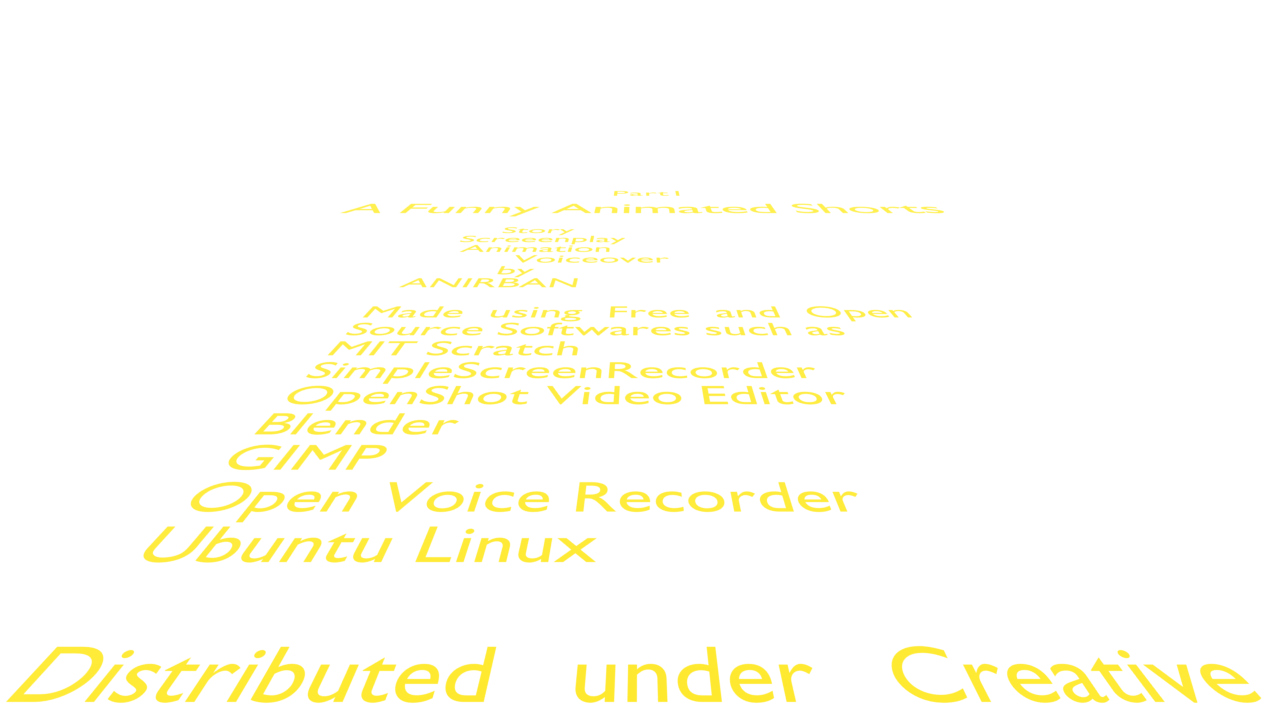 Part I
A Funny Animated Shorts
Story
Screeenplay
Animation
Voiceover
by
ANIRBAN
Made using Free and Open
Source Softwares such as
MIT Scratch
SimpleScreenRecorder
OpenShot Video Editor
Blender
GIMP
Open Voice Recorder
Ubuntu Linux
Distributed under Creative